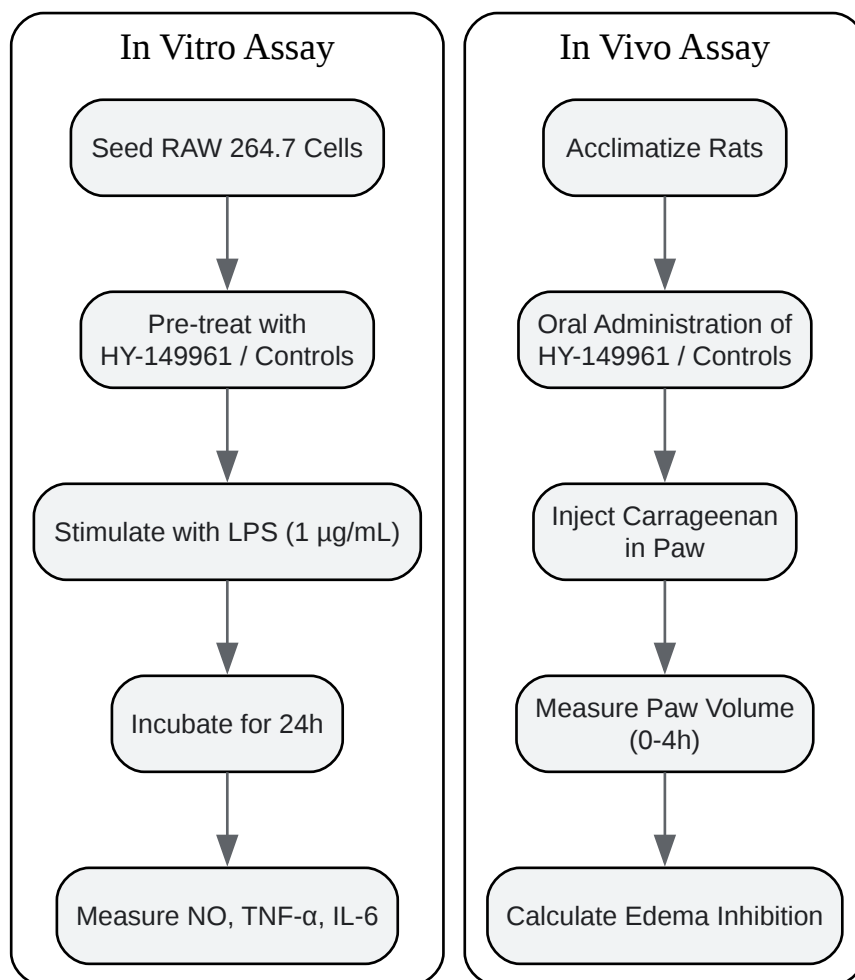 In Vitro Assay
Seed RAW 264.7 Cells
Pre-treat with
HY-149961 / Controls
Stimulate with LPS (1 µg/mL)
Incubate for 24h
Measure NO, TNF-α, IL-6
In Vivo Assay
Acclimatize Rats
Oral Administration of
HY-149961 / Controls
Inject Carrageenan
in Paw
Measure Paw Volume
(0-4h)
Calculate Edema Inhibition